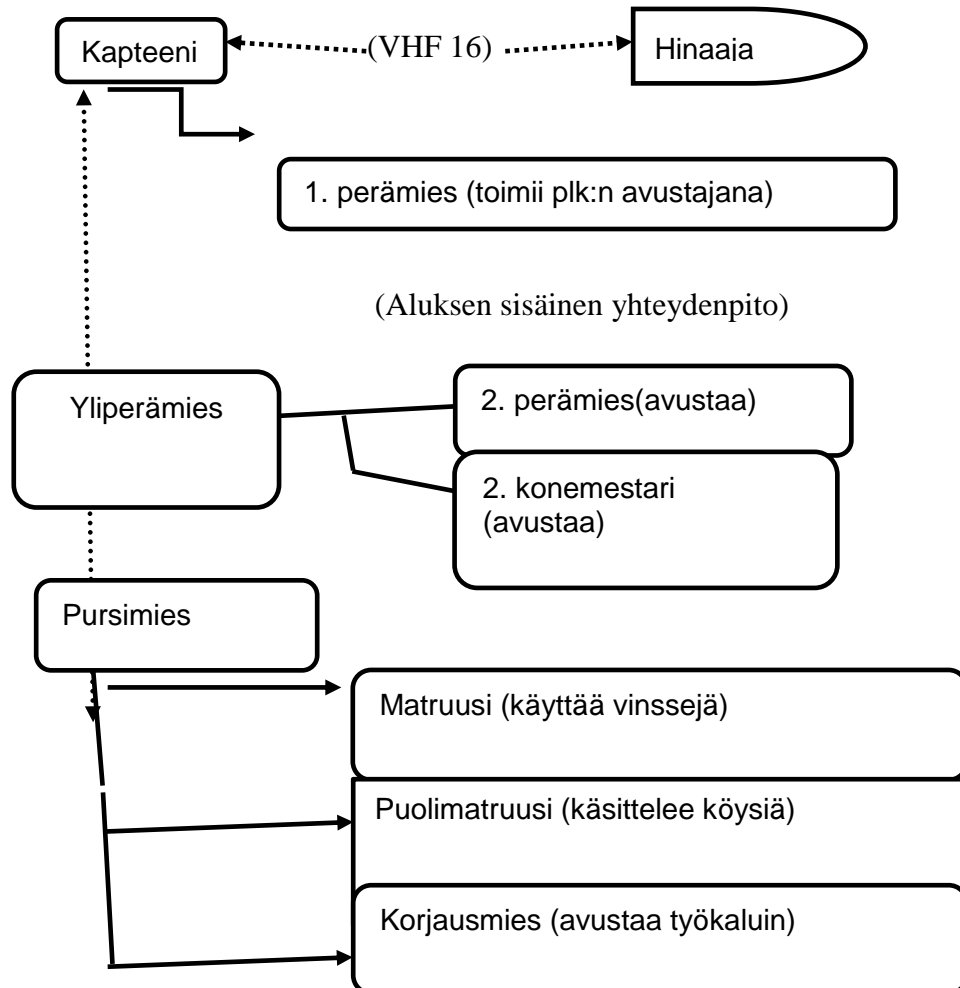 Kapteeni
(VHF 16)
Hinaaja
1. perämies (toimii plk:n avustajana)
(Aluksen sisäinen yhteydenpito)
Yliperämies
2. perämies(avustaa)
2. konemestari
(avustaa)
Pursimies
Matruusi (käyttää vinssejä)
Puolimatruusi (käsittelee köysiä)
Korjausmies (avustaa työkaluin)